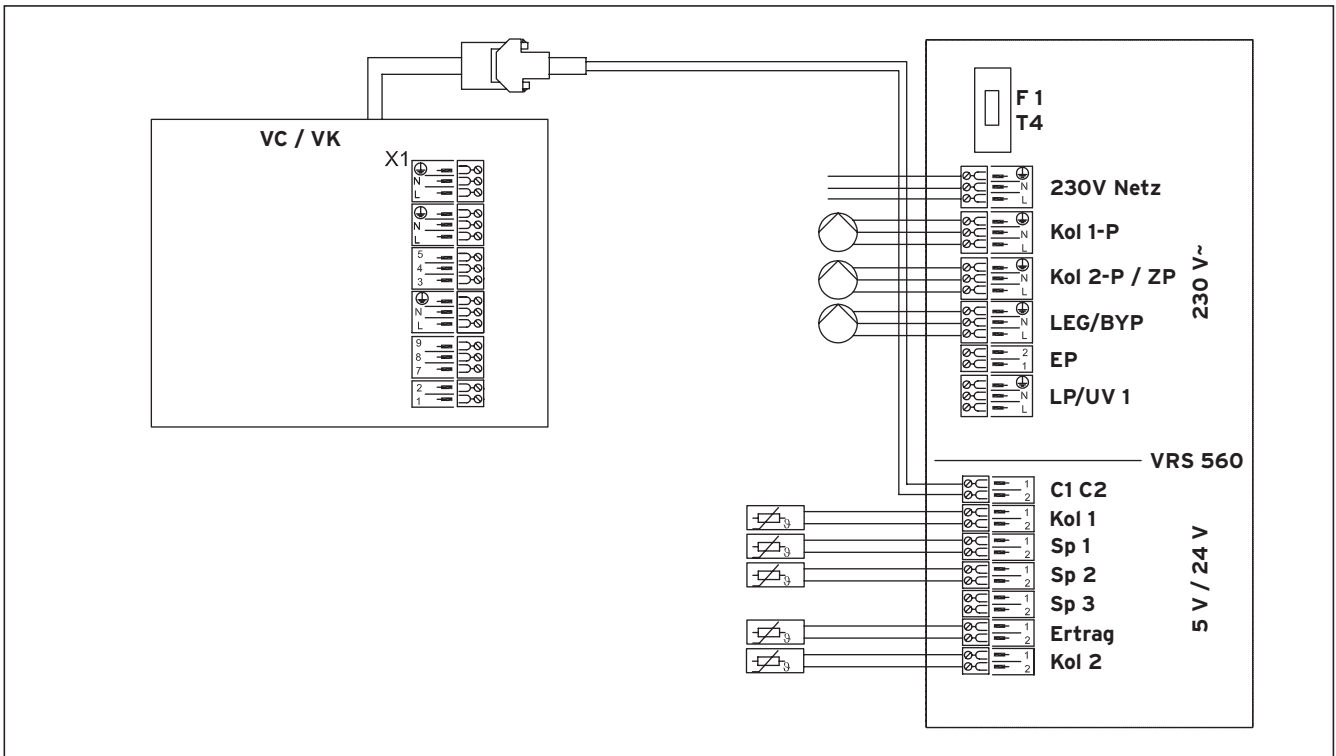 VC / VK
X1
N
L
N
L
5
4
3
N
L
9
8
7
2
1
F 1
T4
N
L
230V Netz
N
L
Kol 1-P
N
L
Kol 2-P / ZP
N
L
LEG/BYP
2
1
EP
N
L
LP/UV 1
230 V~
VRS 560
1
2
C1 C2
1
2
Kol 1
1
2
Sp 1
1
2
Sp 2
1
2
Sp 3
1
2
Ertrag
1
2
Kol 2
5 V / 24 V
ϑ
ϑ
ϑ
ϑ
ϑ